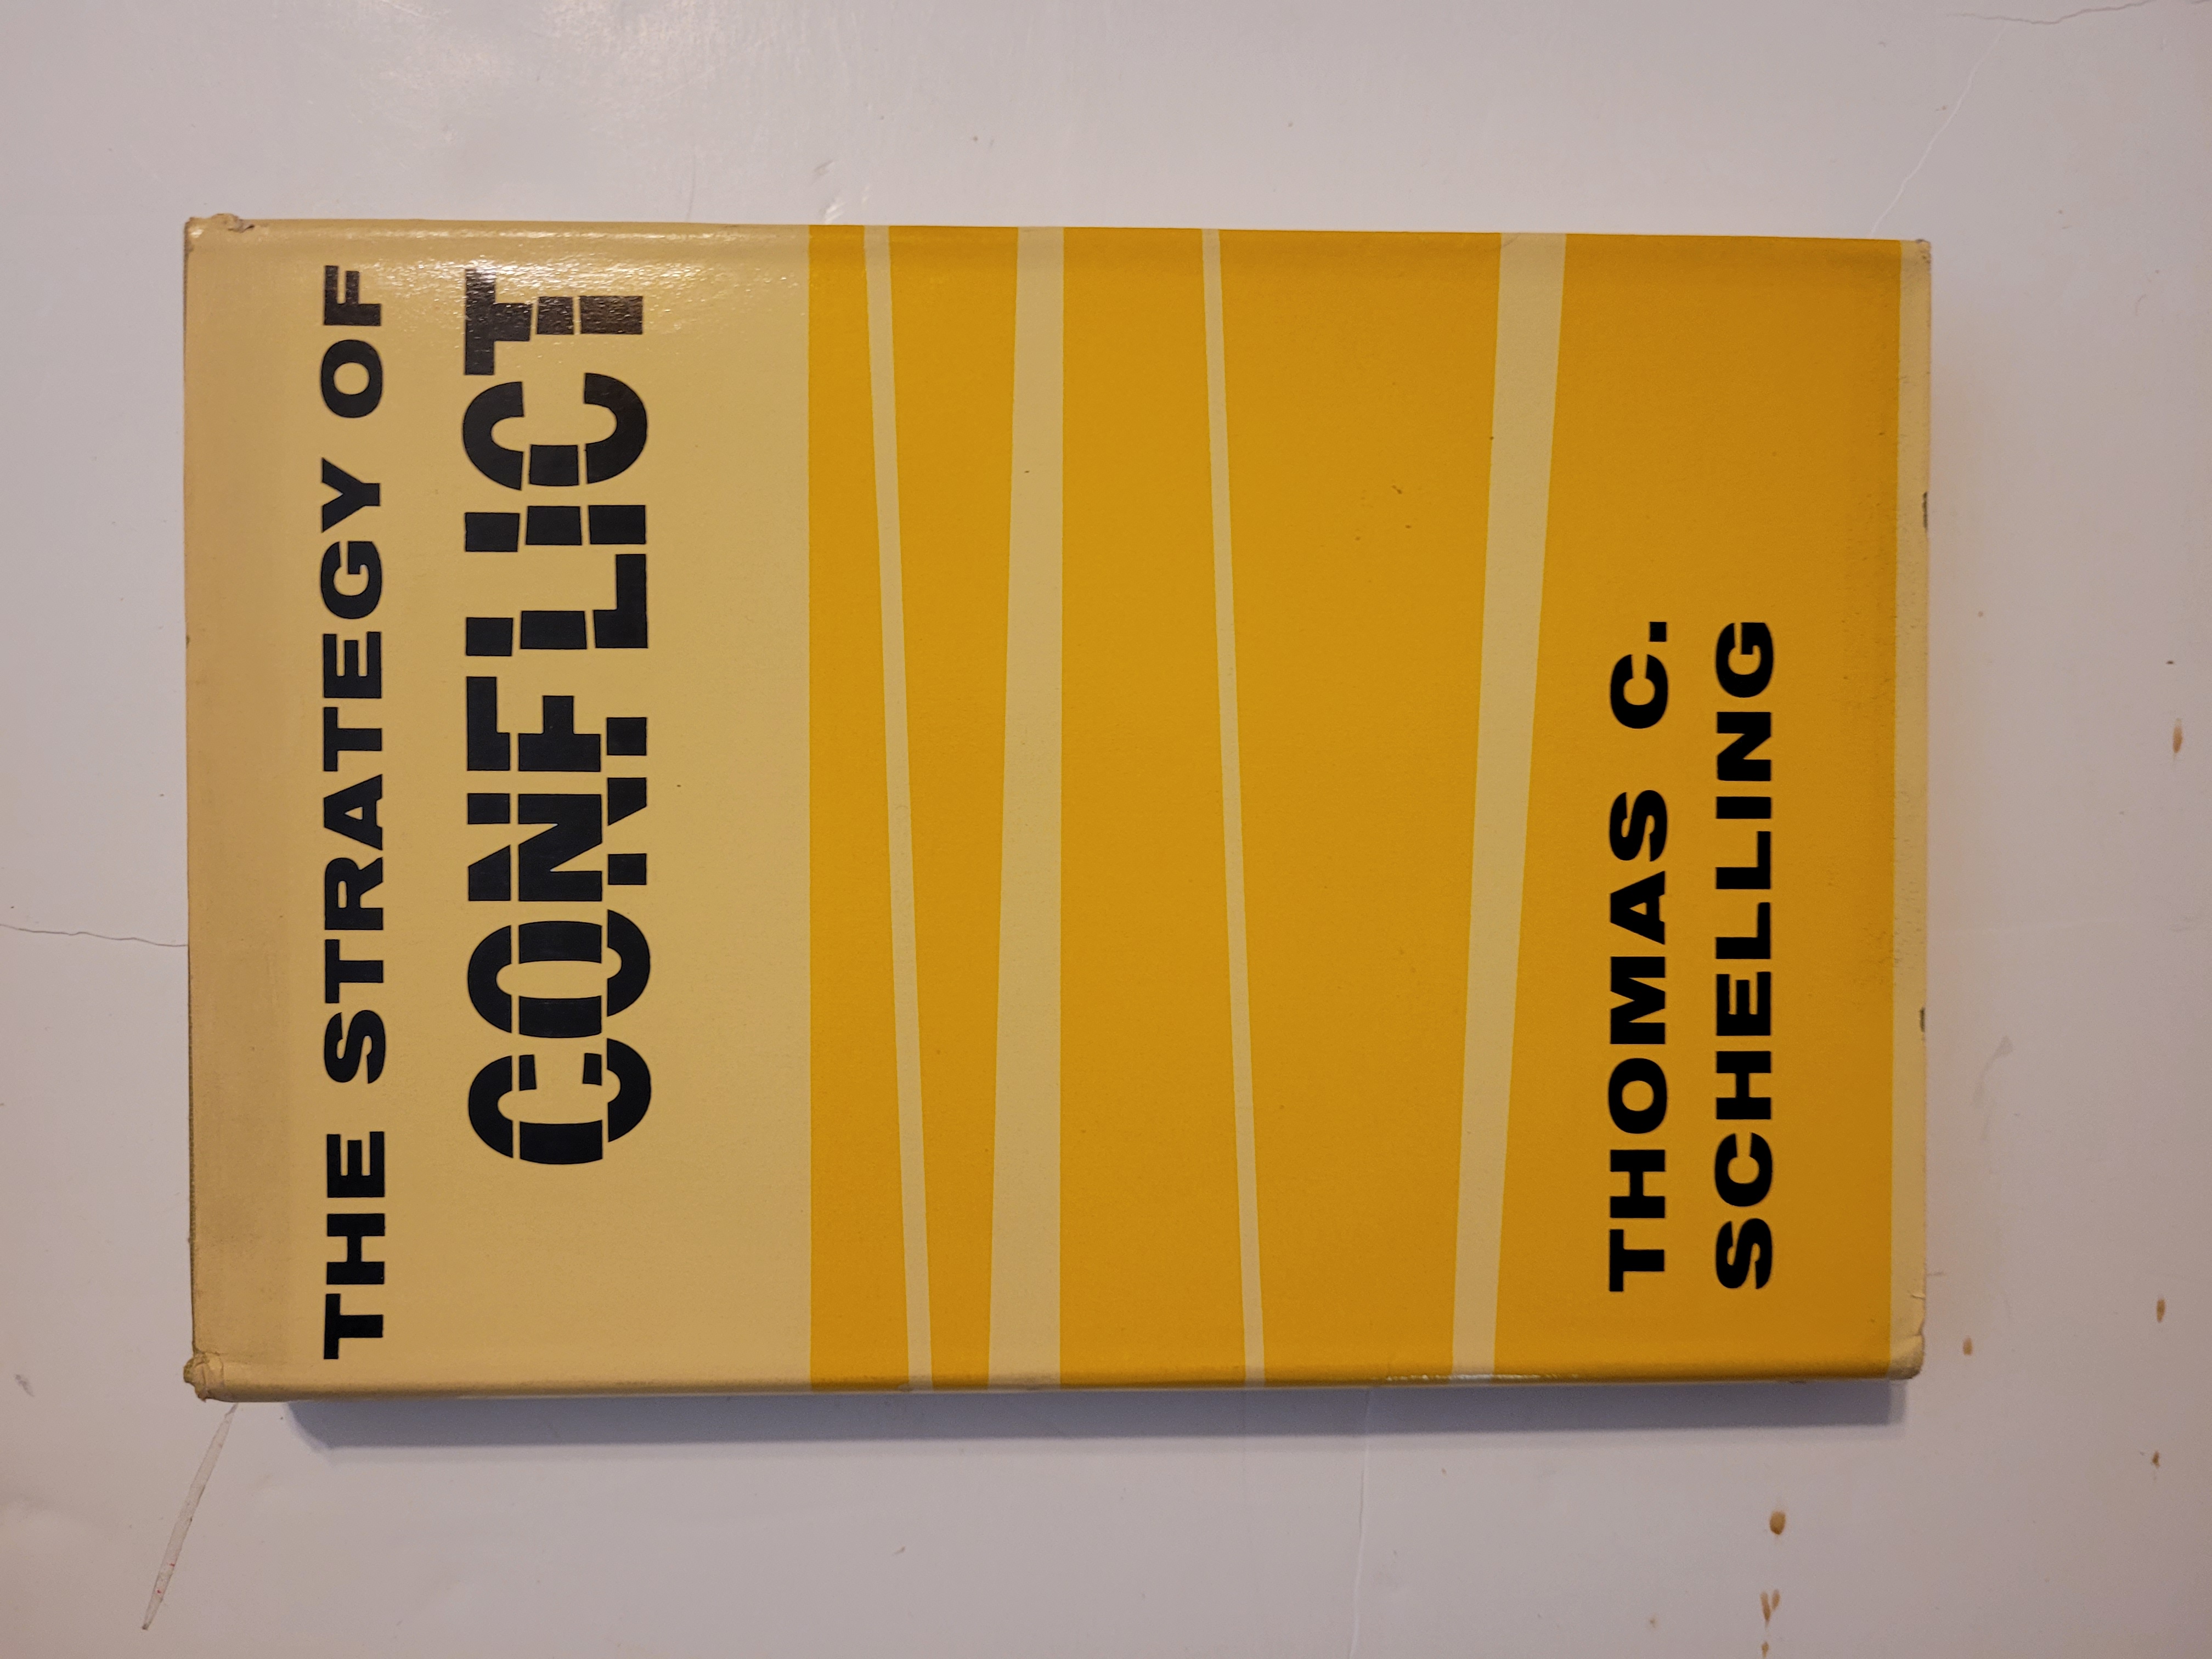 THE STRATEGY OF
CONFLICT
THOMAS C.
SCHELLING